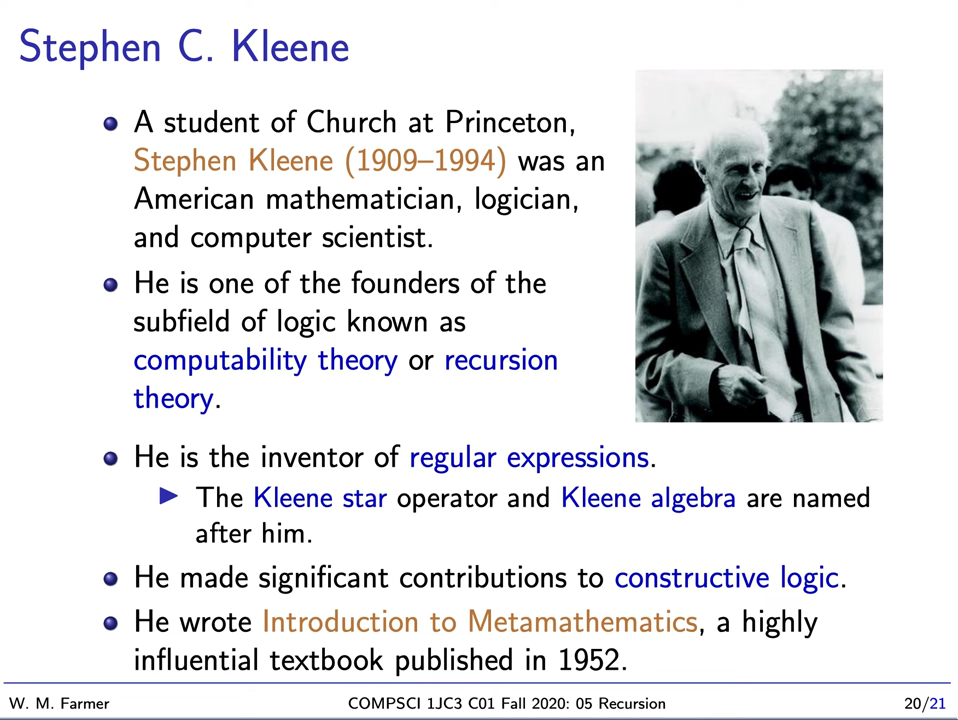 Stephen C. Kleene
A student of Church at Princeton,
Stephen Kleene (1909–1994) was an
American mathematician, logician,
and computer scientist.
He is one of the founders of the
subfield of logic known as
computability theory or recursion
theory.
He is the inventor of regular expressions.
The Kleene star operator and Kleene algebra are named
after him.
He made significant contributions to constructive logic.
He wrote Introduction to Metamathematics, a highly
influential textbook published in 1952.
W. M. Farmer COMPSCI 1JC3 C01 Fall 2020: 05 Recursion 20/21